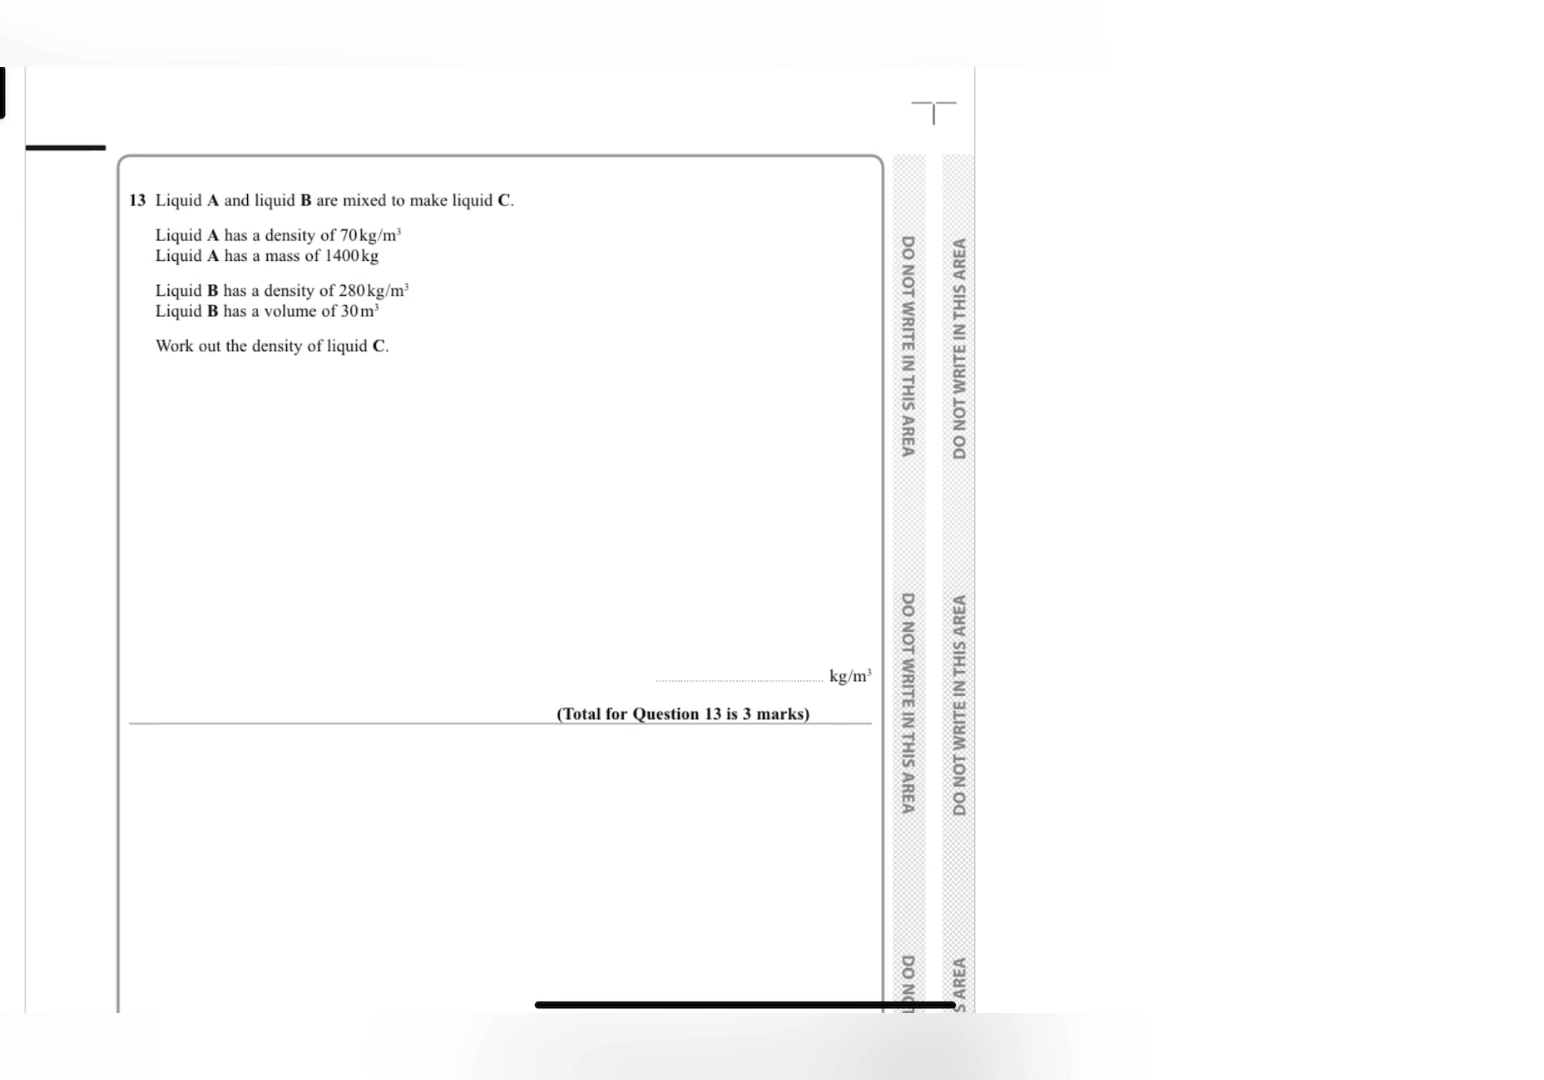 13 Liquid A and liquid B are mixed to make liquid C.
Liquid A has a density of 70 kg/m³
Liquid A has a mass of 1400 kg
Liquid B has a density of 280 kg/m³
Liquid B has a volume of 30 m³
Work out the density of liquid C.
kg/m³
(Total for Question 13 is 3 marks)
DO NOT WRITE IN THIS AREA
DO NOT WRITE IN THIS AREA
DO NOT WRITE IN THIS AREA
DO NOT WRITE IN THIS AREA
DO NO
S AREA